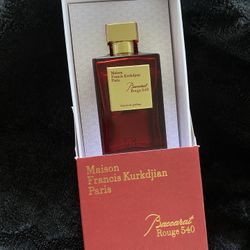 Maison
Francis Kurkdjian
Paris
Baccarat
Rouge 540
Maison
Francis Kurkdjian
Paris
Baccarat
Rouge 540